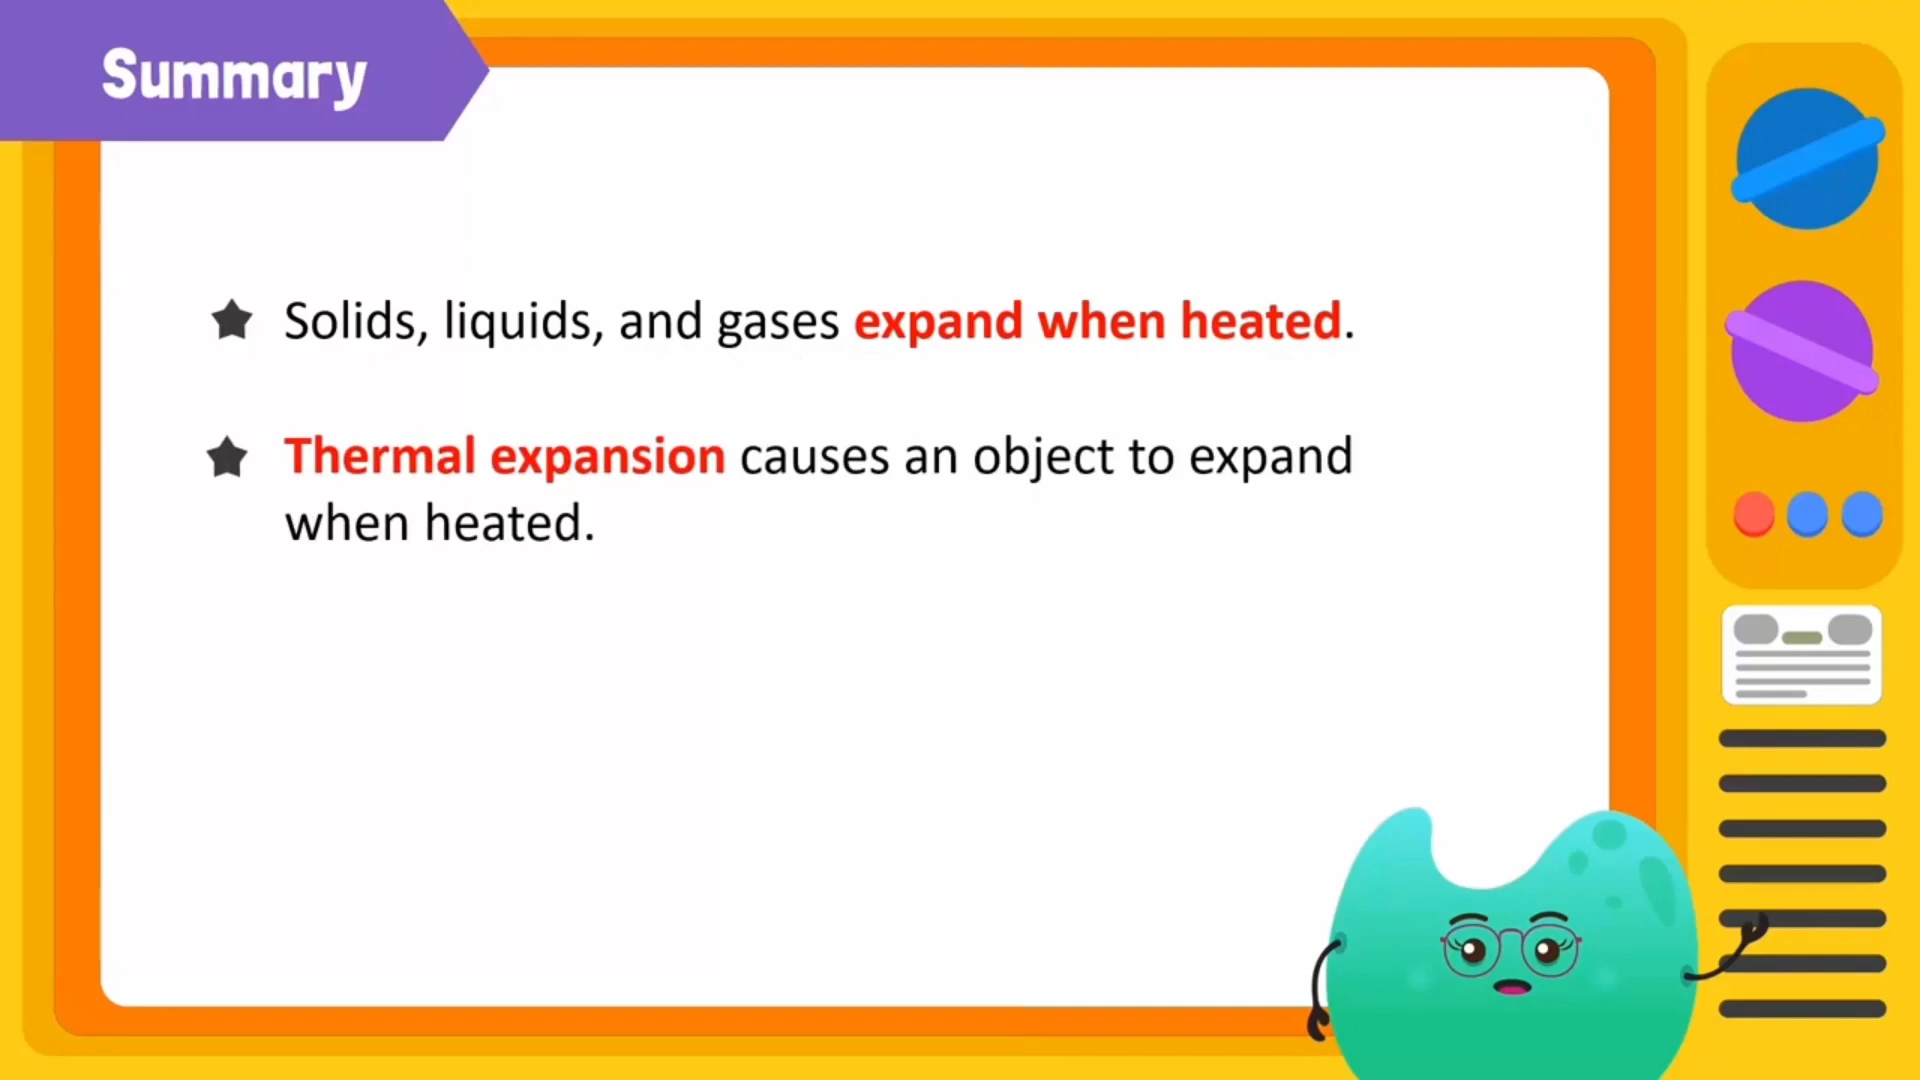 Summary
Solids, liquids, and gases expand when heated.
Thermal expansion causes an object to expand
when heated.